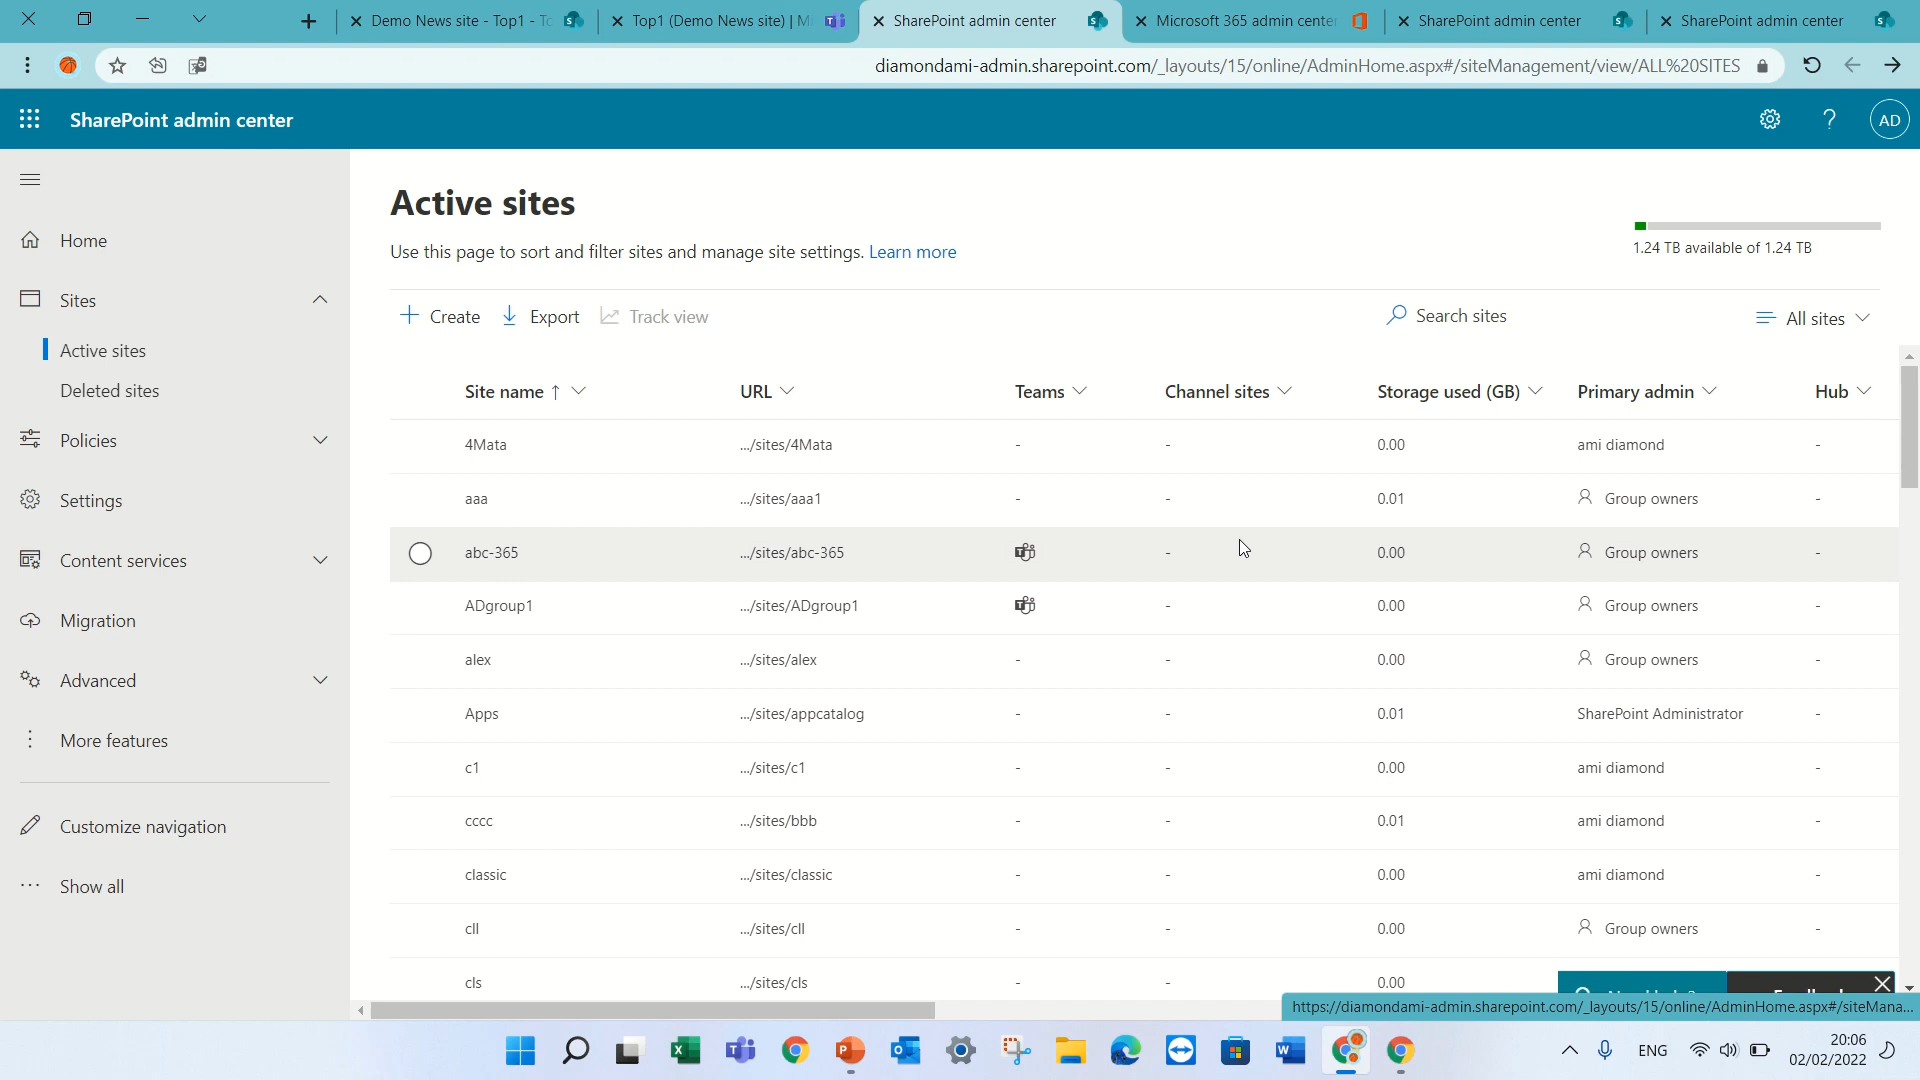 Demo News site - Top1 - To
Top1 (Demo News site) | Mi
SharePoint admin center
Microsoft 365 admin center
SharePoint admin center
SharePoint admin center
diamondami-admin.sharepoint.com/_layouts/15/online/AdminHome.aspx#/siteManagement/view/ALL%20SITES
SharePoint admin center
AD
Home
Sites
Active sites
Deleted sites
Policies
Settings
Content services
Migration
Advanced
More features
Customize navigation
Show all
Active sites
Use this page to sort and filter sites and manage site settings. Learn more
1.24 TB available of 1.24 TB
Create Export Track view Search sites All sites
Site name ↑ URL Teams Channel sites Storage used (GB) Primary admin Hub
4Mata .../sites/4Mata - - 0.00 ami diamond -
aaa .../sites/aaa1 - - 0.01 Group owners -
abc-365 .../sites/abc-365 - 0.00 Group owners -
ADgroup1 .../sites/ADgroup1 - 0.00 Group owners -
alex .../sites/alex - - 0.00 Group owners -
Apps .../sites/appcatalog - - 0.01 SharePoint Administrator -
c1 .../sites/c1 - - 0.00 ami diamond -
cccc .../sites/bbb - - 0.01 ami diamond -
classic .../sites/classic - - 0.00 ami diamond -
cll .../sites/cll - - 0.00 Group owners -
cls .../sites/cls - - 0.00
https://diamondami-admin.sharepoint.com/_layouts/15/online/AdminHome.aspx#/siteMana...
ENG
20:06
02/02/2022